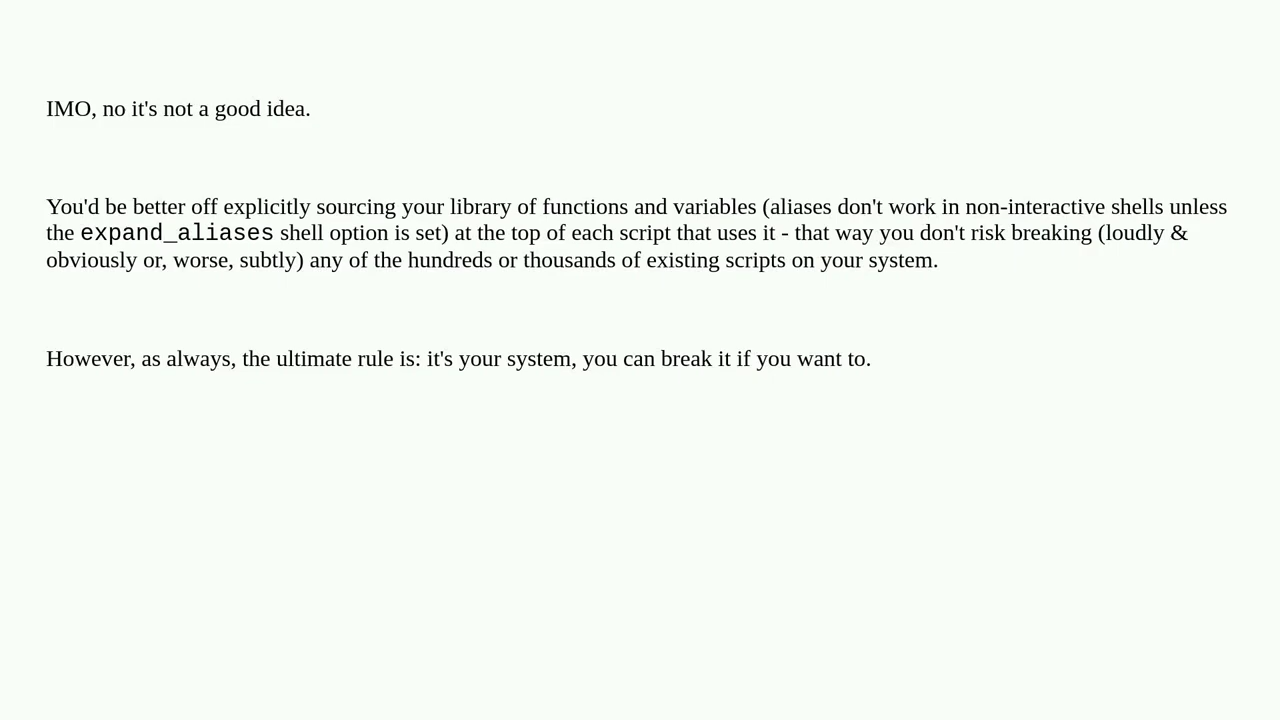 IMO, no it's not a good idea.
You'd be better off explicitly sourcing your library of functions and variables (aliases don't work in non-interactive shells unless
the expand_aliases shell option is set) at the top of each script that uses it - that way you don't risk breaking (loudly &
obviously or, worse, subtly) any of the hundreds or thousands of existing scripts on your system.
However, as always, the ultimate rule is: it's your system, you can break it if you want to.